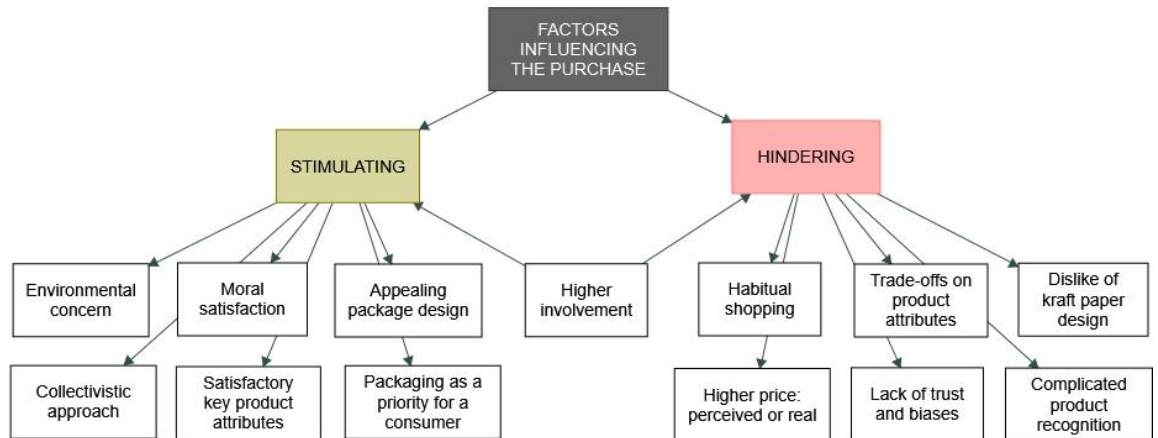 FACTORS
INFLUENCING
THE PURCHASE
STIMULATING
HINDERING
Environmental
concern
Moral
satisfaction
Appealing
package design
Higher
involvement
Habitual
shopping
Trade-offs on
product
attributes
Dislike of
kraft paper
design
Collectivistic
approach
Satisfactory
key product
attributes
Packaging as a
priority for a
consumer
Higher price:
perceived or real
Lack of trust
and biases
Complicated
product
recognition